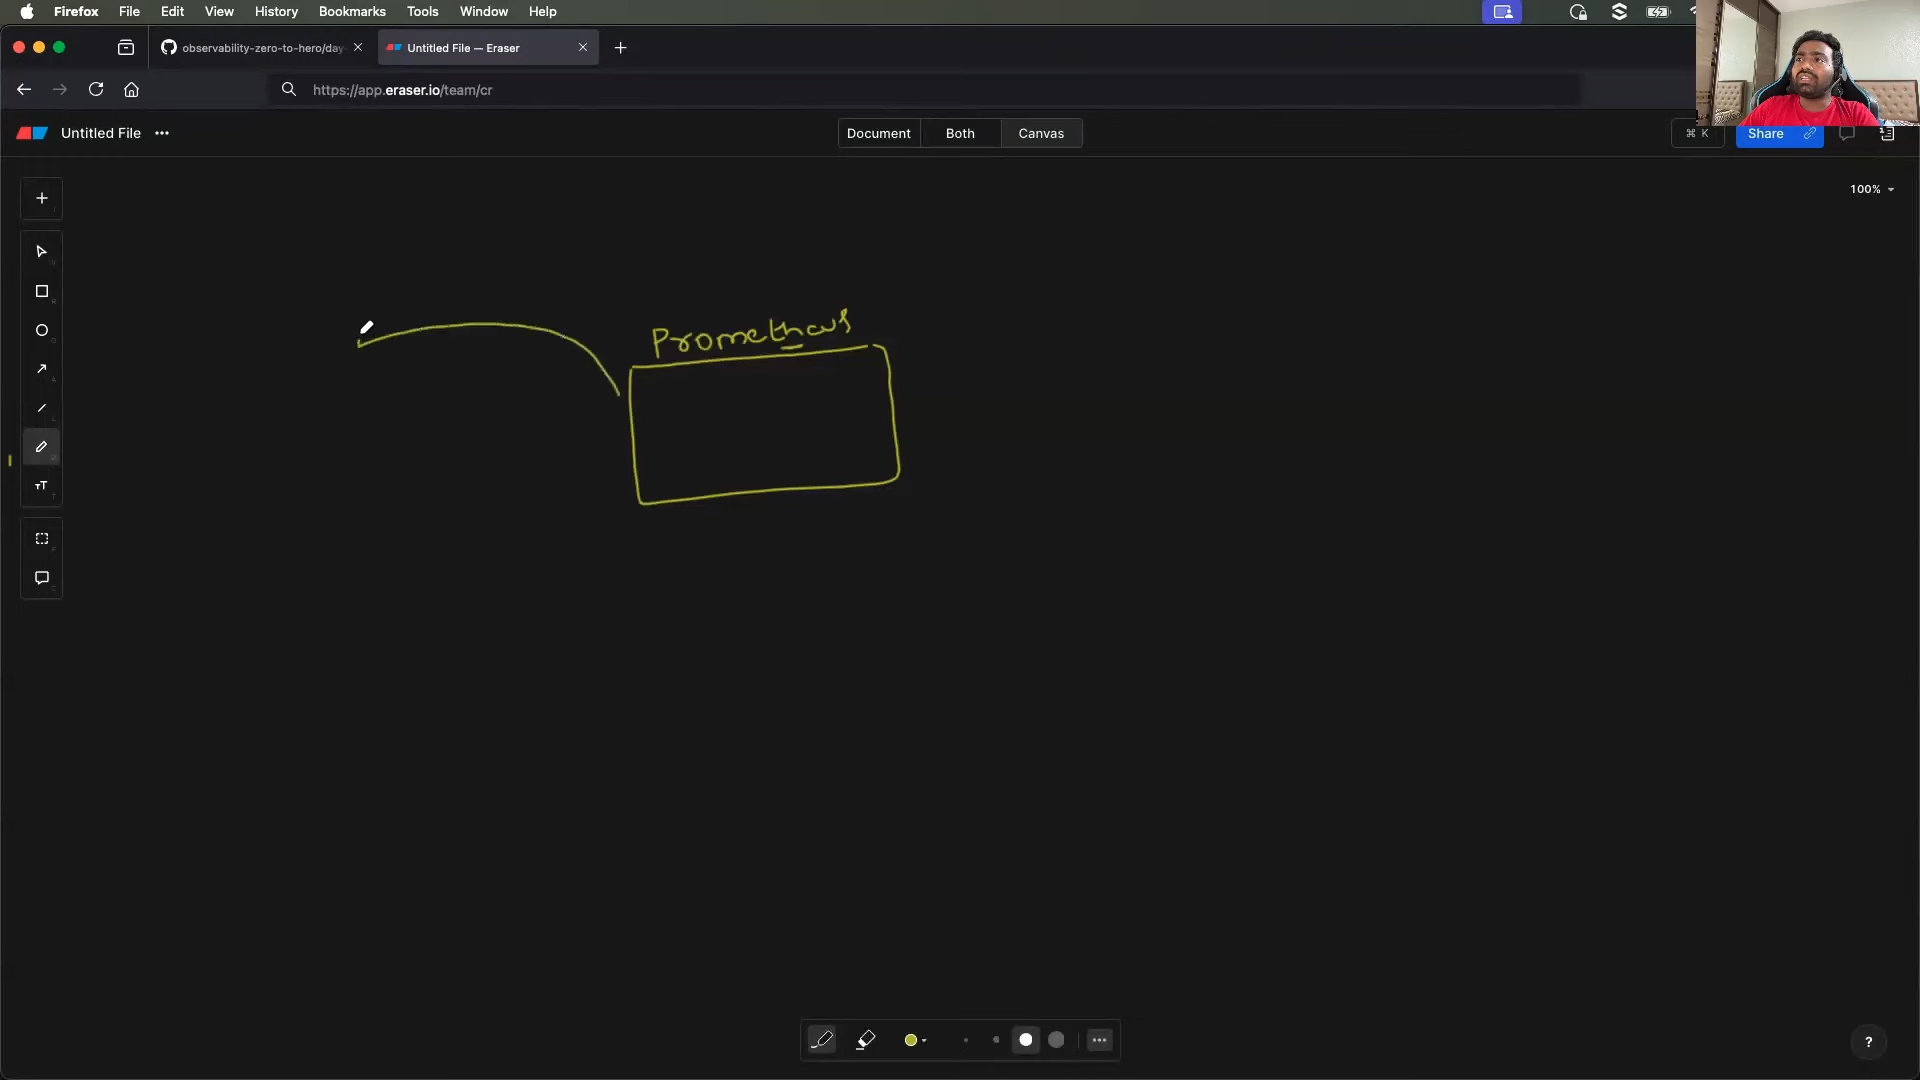 Firefox File Edit View History Bookmarks Tools Window Help
observability-zero-to-hero/day- Untitled File — Eraser
https://app.eraser.io/team/cr
Untitled File Document Both Canvas ⌘ K Share
100%
Prometheus
TT
?